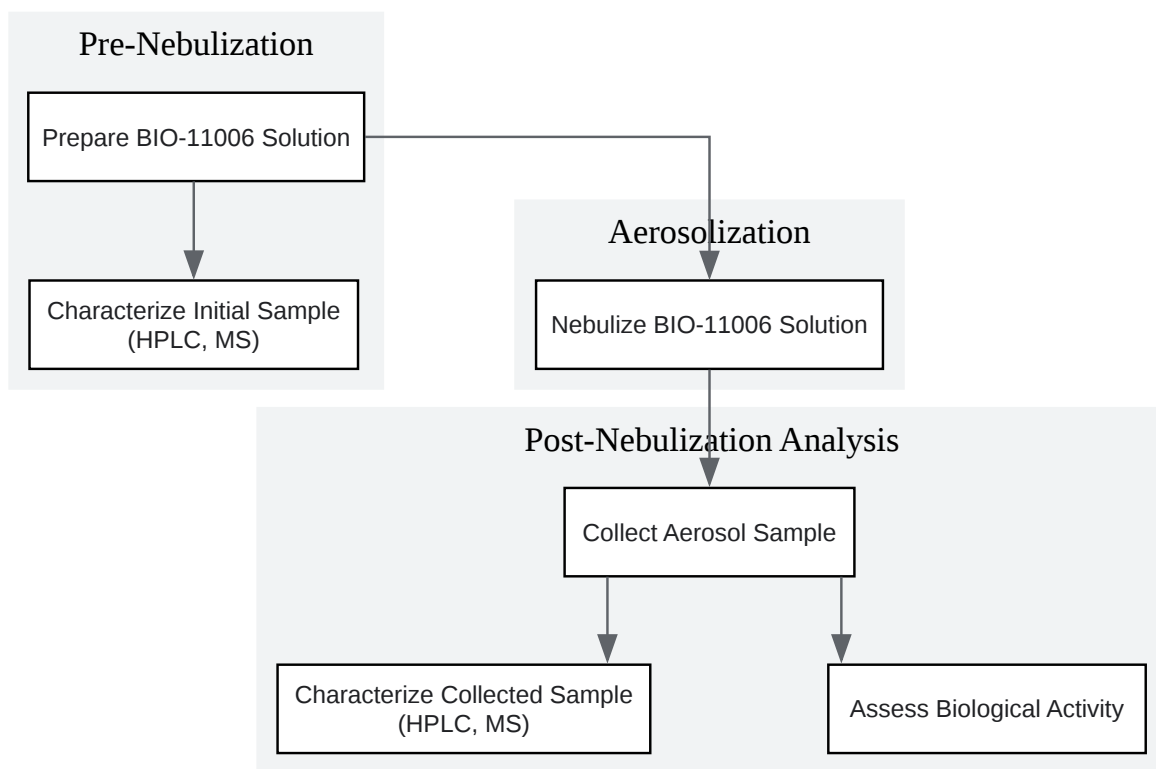 Pre-Nebulization
Prepare BIO-11006 Solution
Characterize Initial Sample
(HPLC, MS)
Aerosolization
Nebulize BIO-11006 Solution
Post-Nebulization Analysis
Collect Aerosol Sample
Characterize Collected Sample
(HPLC, MS)
Assess Biological Activity